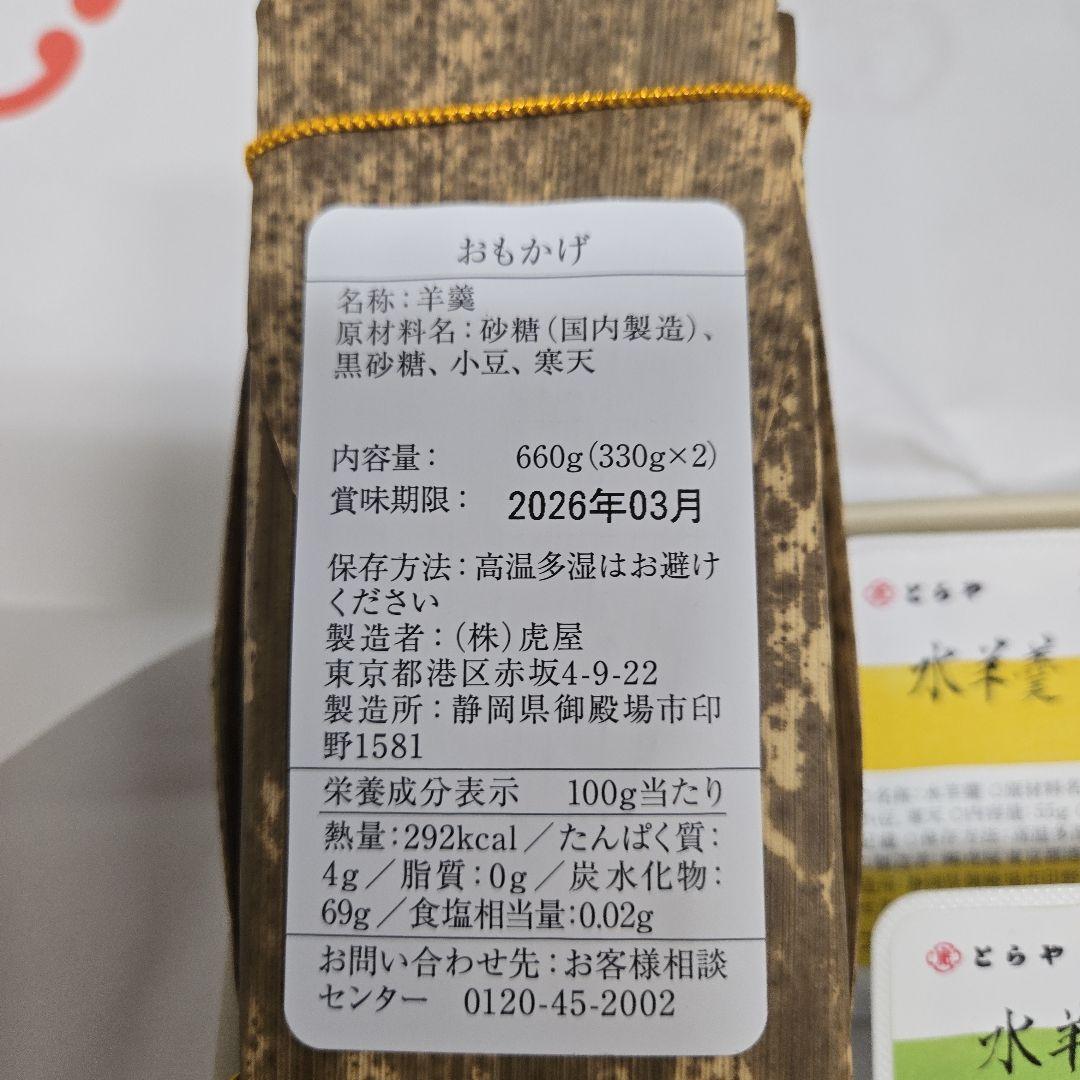 おもかげ
名称：羊羹
原材料名：砂糖（国内製造）、
黒砂糖、小豆、寒天
内容量： 660g（330g×2）
賞味期限： 2026年03月
保存方法：高温多湿はお避け
ください
製造者：（株）虎屋
東京都港区赤坂4-9-22
製造所：静岡県御殿場市印
野1581
栄養成分表示 100g当たり
熱量：292kcal／たんぱく質：
4g／脂質：0g／炭水化物：
69g／食塩相当量：0.02g
お問い合わせ先：お客様相談
センター 0120-45-2002
とらや
水羊羹
とらや
水羊